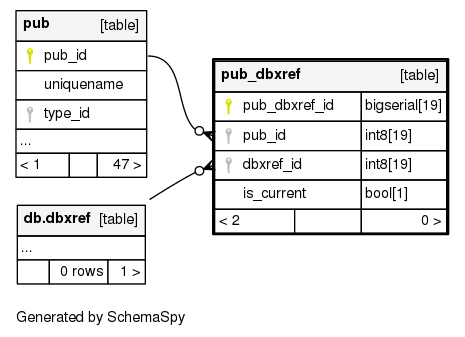 pub [table]
pub_id
uniquename
type_id
...
< 1 47 >
pub_dbxref [table]
pub_dbxref_id bigserial[19]
pub_id int8[19]
dbxref_id int8[19]
is_current bool[1]
< 2 0 >
db.dbxref [table]
...
0 rows 1 >
Generated by SchemaSpy